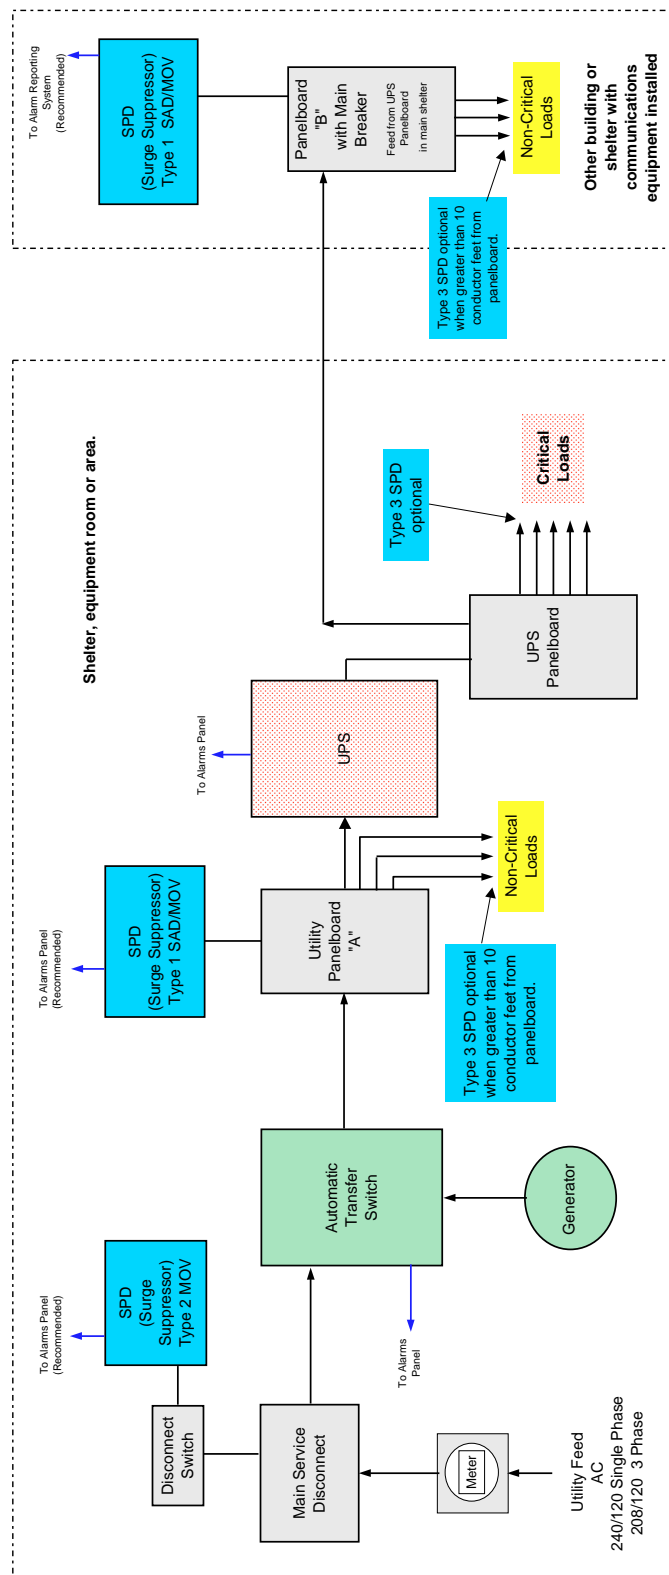 Utility Feed
AC
240/120 Single Phase
208/120 3 Phase
Meter
Main Service
Disconnect
Disconnect
Switch
SPD
(Surge
Suppressor)
Type 2 MOV
To Alarms Panel
(Recommended)
Automatic
Transfer
Switch
To Alarms
Panel
Generator
Utility
Panelboard
"A"
SPD
(Surge Suppressor)
Type 1 SAD/MOV
To Alarms Panel
(Recommended)
Non-Critical
Loads
Type 3 SPD optional
when greater than 10
conductor feet from
panelboard.
UPS
To Alarms Panel
Shelter, equipment room or area.
UPS
Panelboard
Type 3 SPD
optional
Critical
Loads
Panelboard
"B"
with Main
Breaker
Feed from UPS
Panelboard
in main shelter
SPD
(Surge Suppressor)
Type 1 SAD/MOV
To Alarm Reporting
System
(Recommended)
Non-Critical
Loads
Type 3 SPD optional
when greater than 10
conductor feet from
panelboard.
Other building or
shelter with
communications
equipment installed